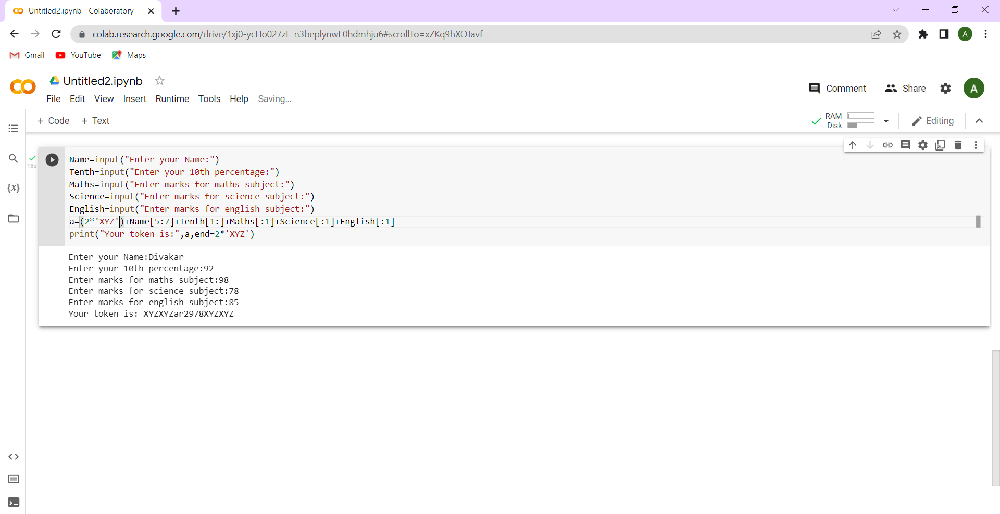 Untitled2.ipynb - Colaboratory
colab.research.google.com/drive/1xj0-ycHo027zF_n3beplynwE0hdmhju6#scrollTo=xZKq9hXOTavf
A
Gmail YouTube Maps
Untitled2.ipynb
File Edit View Insert Runtime Tools Help Saving...
Comment Share A
+ Code + Text
RAM
Disk
Editing
18s
{x}
Name=input("Enter your Name:")
Tenth=input("Enter your 10th percentage:")
Maths=input("Enter marks for maths subject:")
Science=input("Enter marks for science subject:")
English=input("Enter marks for english subject:")
a=(2*'XYZ')+Name[5:7]+Tenth[1:]+Maths[:1]+Science[:1]+English[:1]
print("Your token is:",a,end=2*'XYZ')
Enter your Name:Divakar
Enter your 10th percentage:92
Enter marks for maths subject:98
Enter marks for science subject:78
Enter marks for english subject:85
Your token is: XYZXYZar2978XYZXYZ